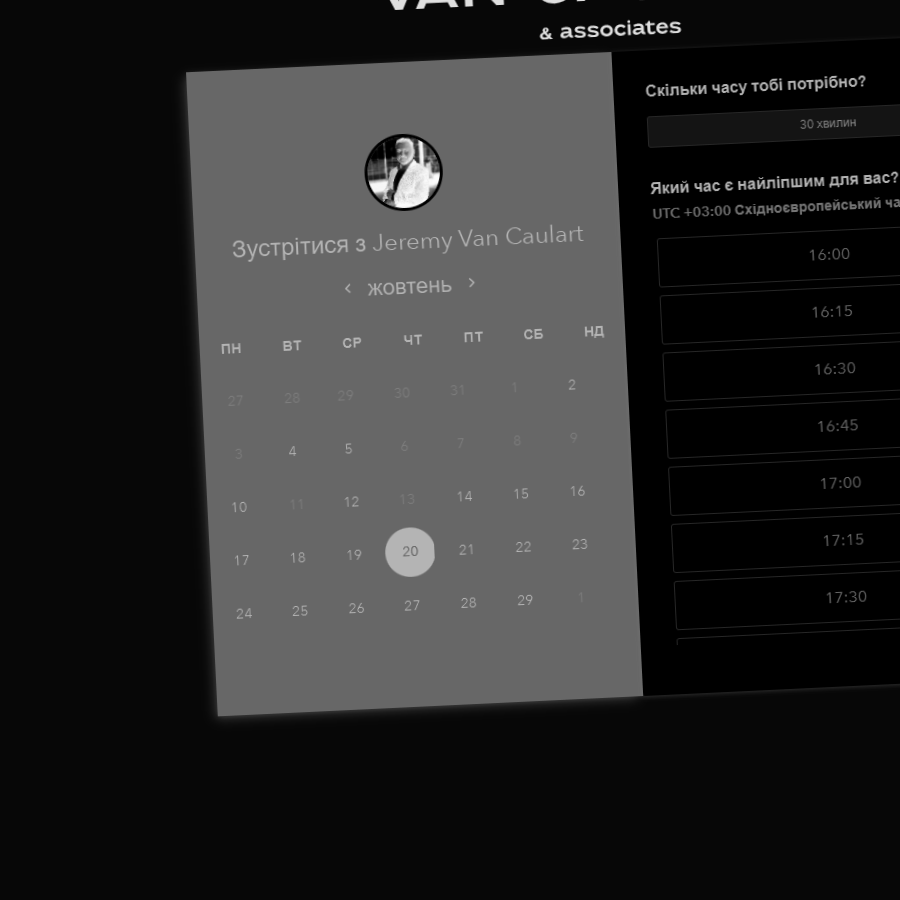 & associates
Зустрітися з Jeremy Van Caulart
‹ жовтень ›
ПН ВТ СР ЧТ ПТ СБ НД
27 28 29 30 31 1 2
3 4 5 6 7 8 9
10 11 12 13 14 15 16
17 18 19 20 21 22 23
24 25 26 27 28 29 1
Скільки часу тобі потрібно?
30 хвилин
Який час є найліпшим для вас?
UTC +03:00 Східноєвропейський
16:00
16:15
16:30
16:45
17:00
17:15
17:30